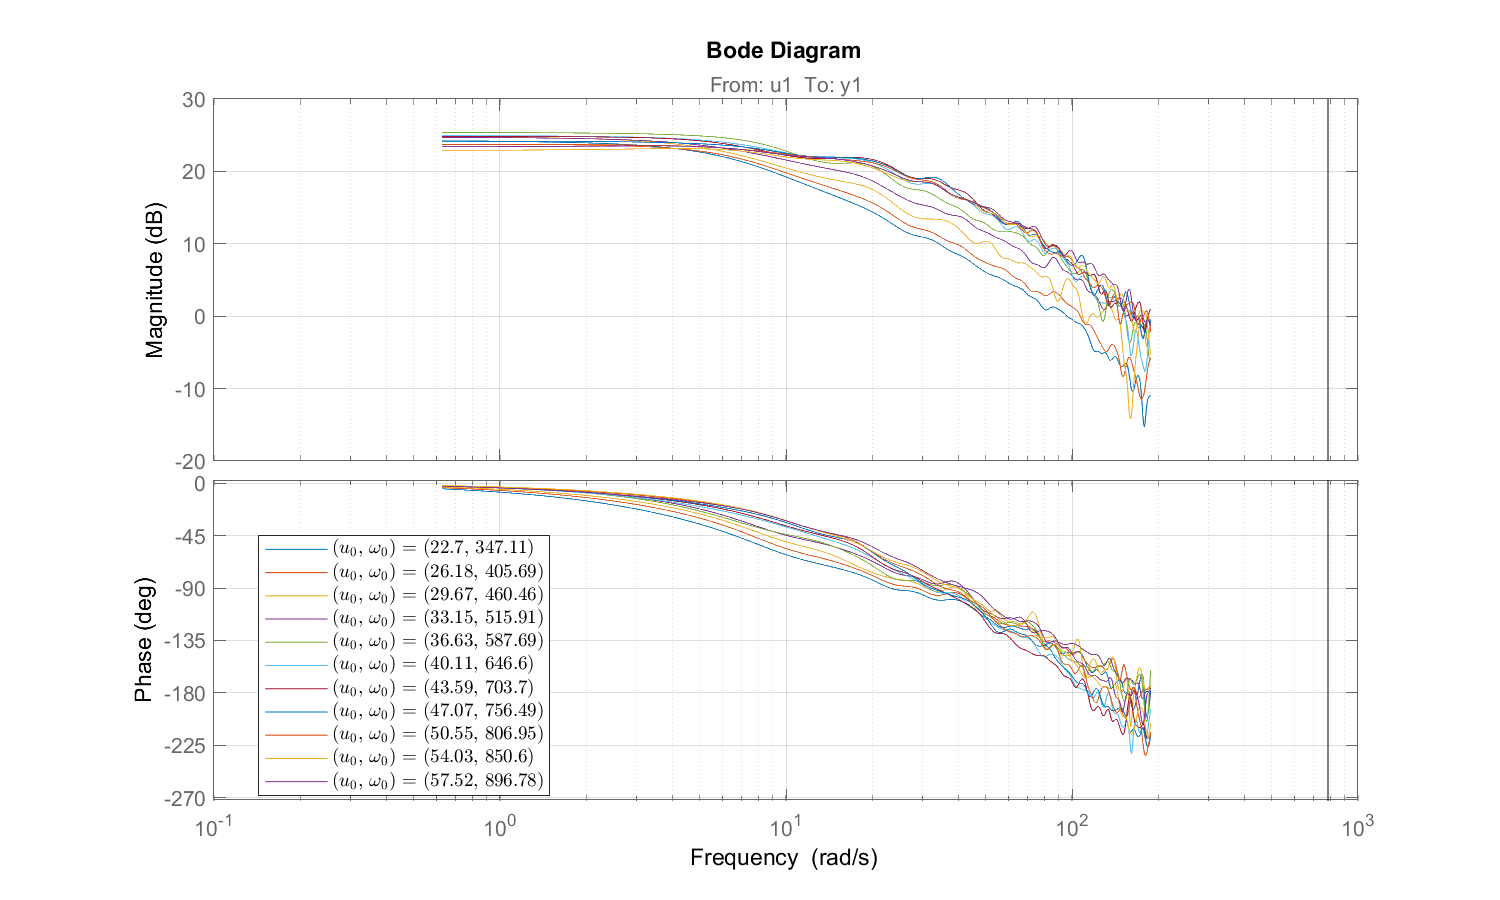 Bode Diagram
From: u1  To: y1
Magnitude (dB)
30
20
10
0
-10
-20
Phase (deg)
0
-45
-90
-135
-180
-225
-270
(u₀, ω₀) = (22.7, 347.11)
(u₀, ω₀) = (26.18, 405.69)
(u₀, ω₀) = (29.67, 460.46)
(u₀, ω₀) = (33.15, 515.91)
(u₀, ω₀) = (36.63, 587.69)
(u₀, ω₀) = (40.11, 646.6)
(u₀, ω₀) = (43.59, 703.7)
(u₀, ω₀) = (47.07, 756.49)
(u₀, ω₀) = (50.55, 806.95)
(u₀, ω₀) = (54.03, 850.6)
(u₀, ω₀) = (57.52, 896.78)
10⁻¹ 10⁰ 10¹ 10² 10³
Frequency (rad/s)